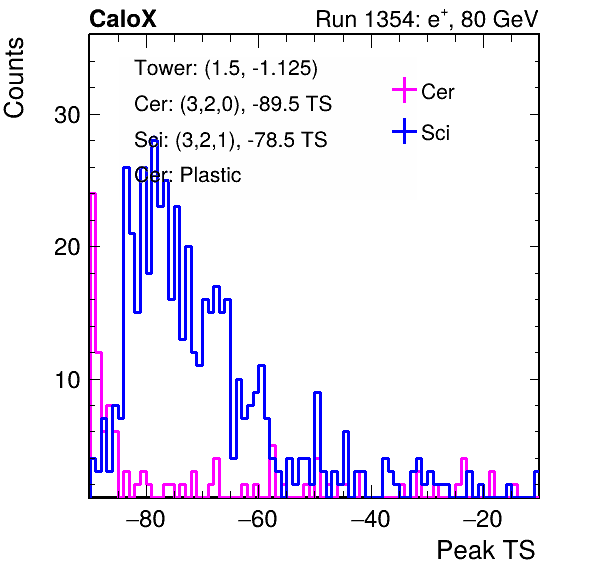 CaloX Run 1354: e⁺, 80 GeV
Counts
Tower: (1.5, -1.125)
Cer: (3,2,0), -89.5 TS
Sci: (3,2,1), -78.5 TS
Cer: Plastic
Cer
Sci
30
20
10
−80 −60 −40 −20
Peak TS